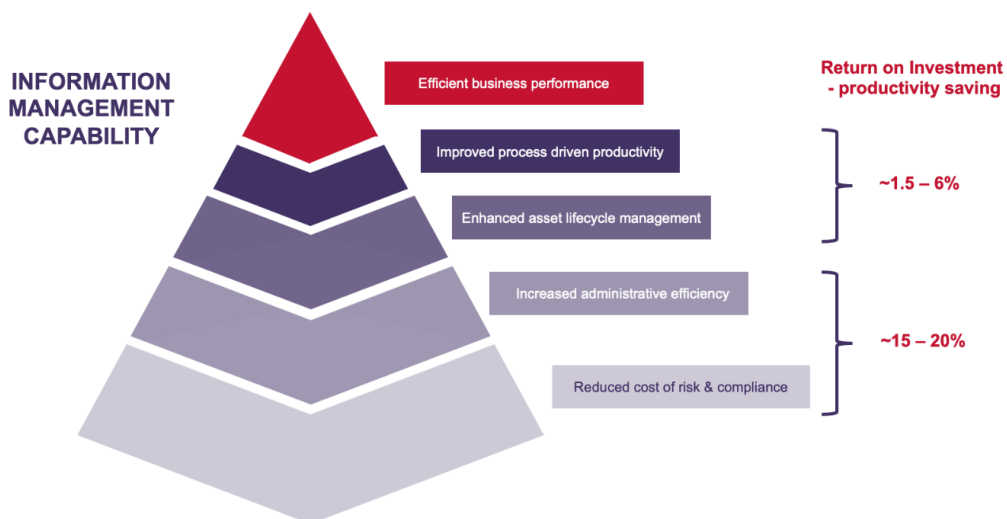 INFORMATION
MANAGEMENT
CAPABILITY
Return on Investment
- productivity saving
Efficient business performance
Improved process driven productivity
~1.5 – 6%
Enhanced asset lifecycle management
Increased administrative efficiency
~15 – 20%
Reduced cost of risk & compliance